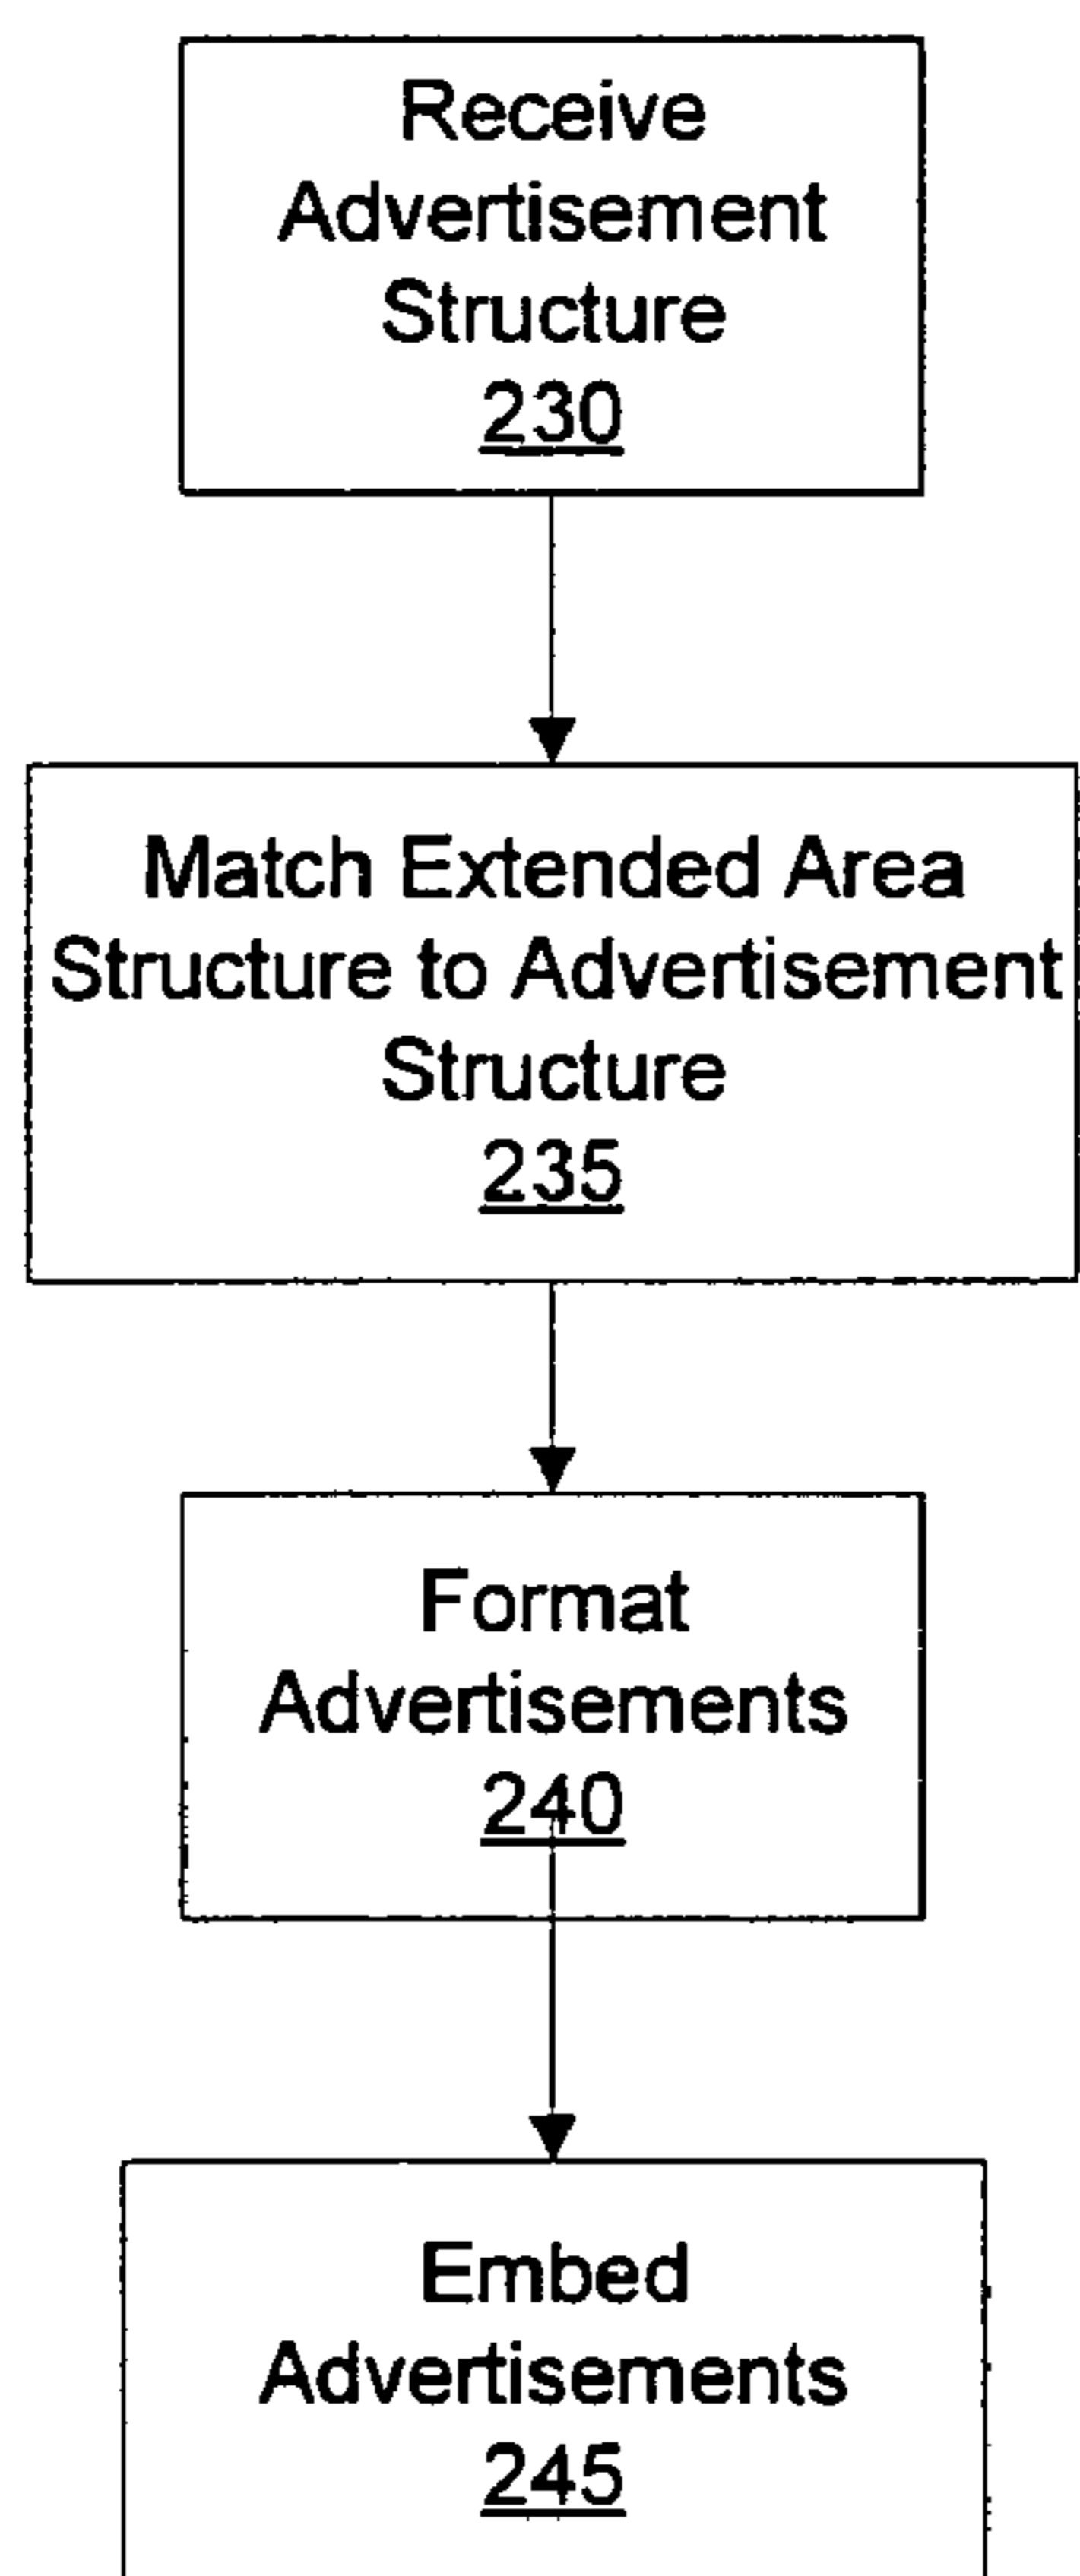 Receive
Advertisement
Structure
230
Match Extended Area
Structure to Advertisement
Structure
235
Format
Advertisements
240
Embed
Advertisements
245